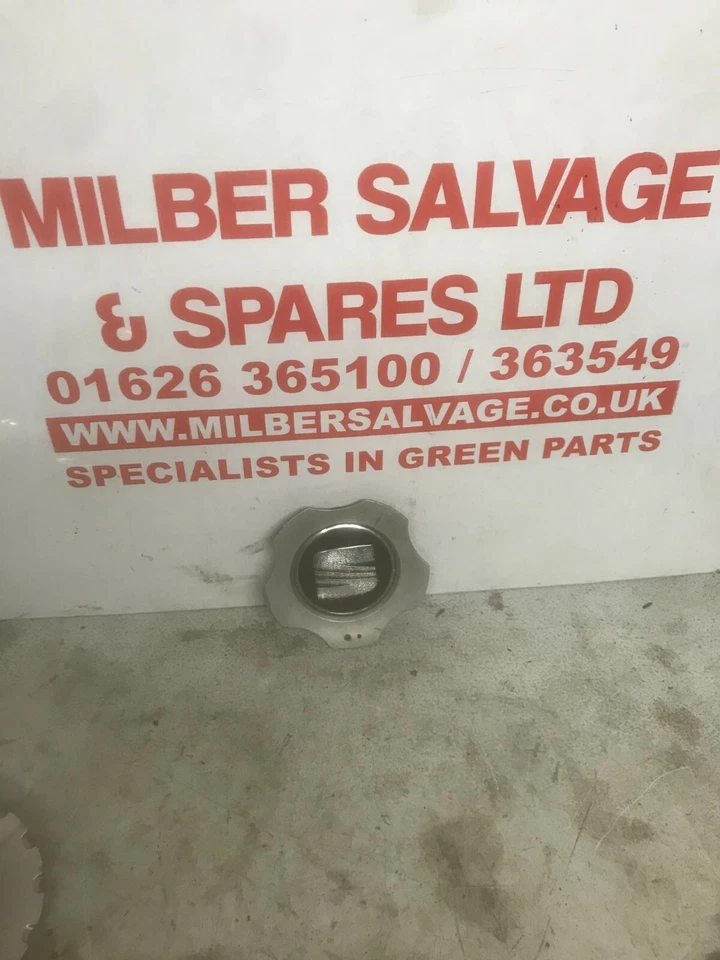 MILBER SALVAGE
& SPARES LTD
01626 365100 / 363549
WWW.MILBERSALVAGE.CO.UK
SPECIALISTS IN GREEN PARTS